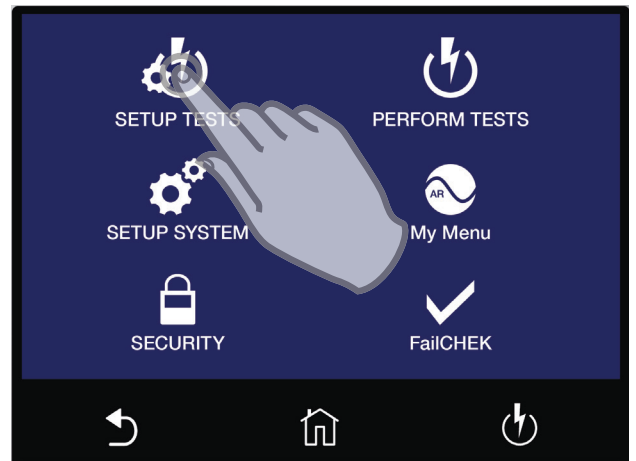 SETUP TESTS
PERFORM TESTS
AR
SETUP SYSTEM
My Menu
SECURITY
FailCHEK